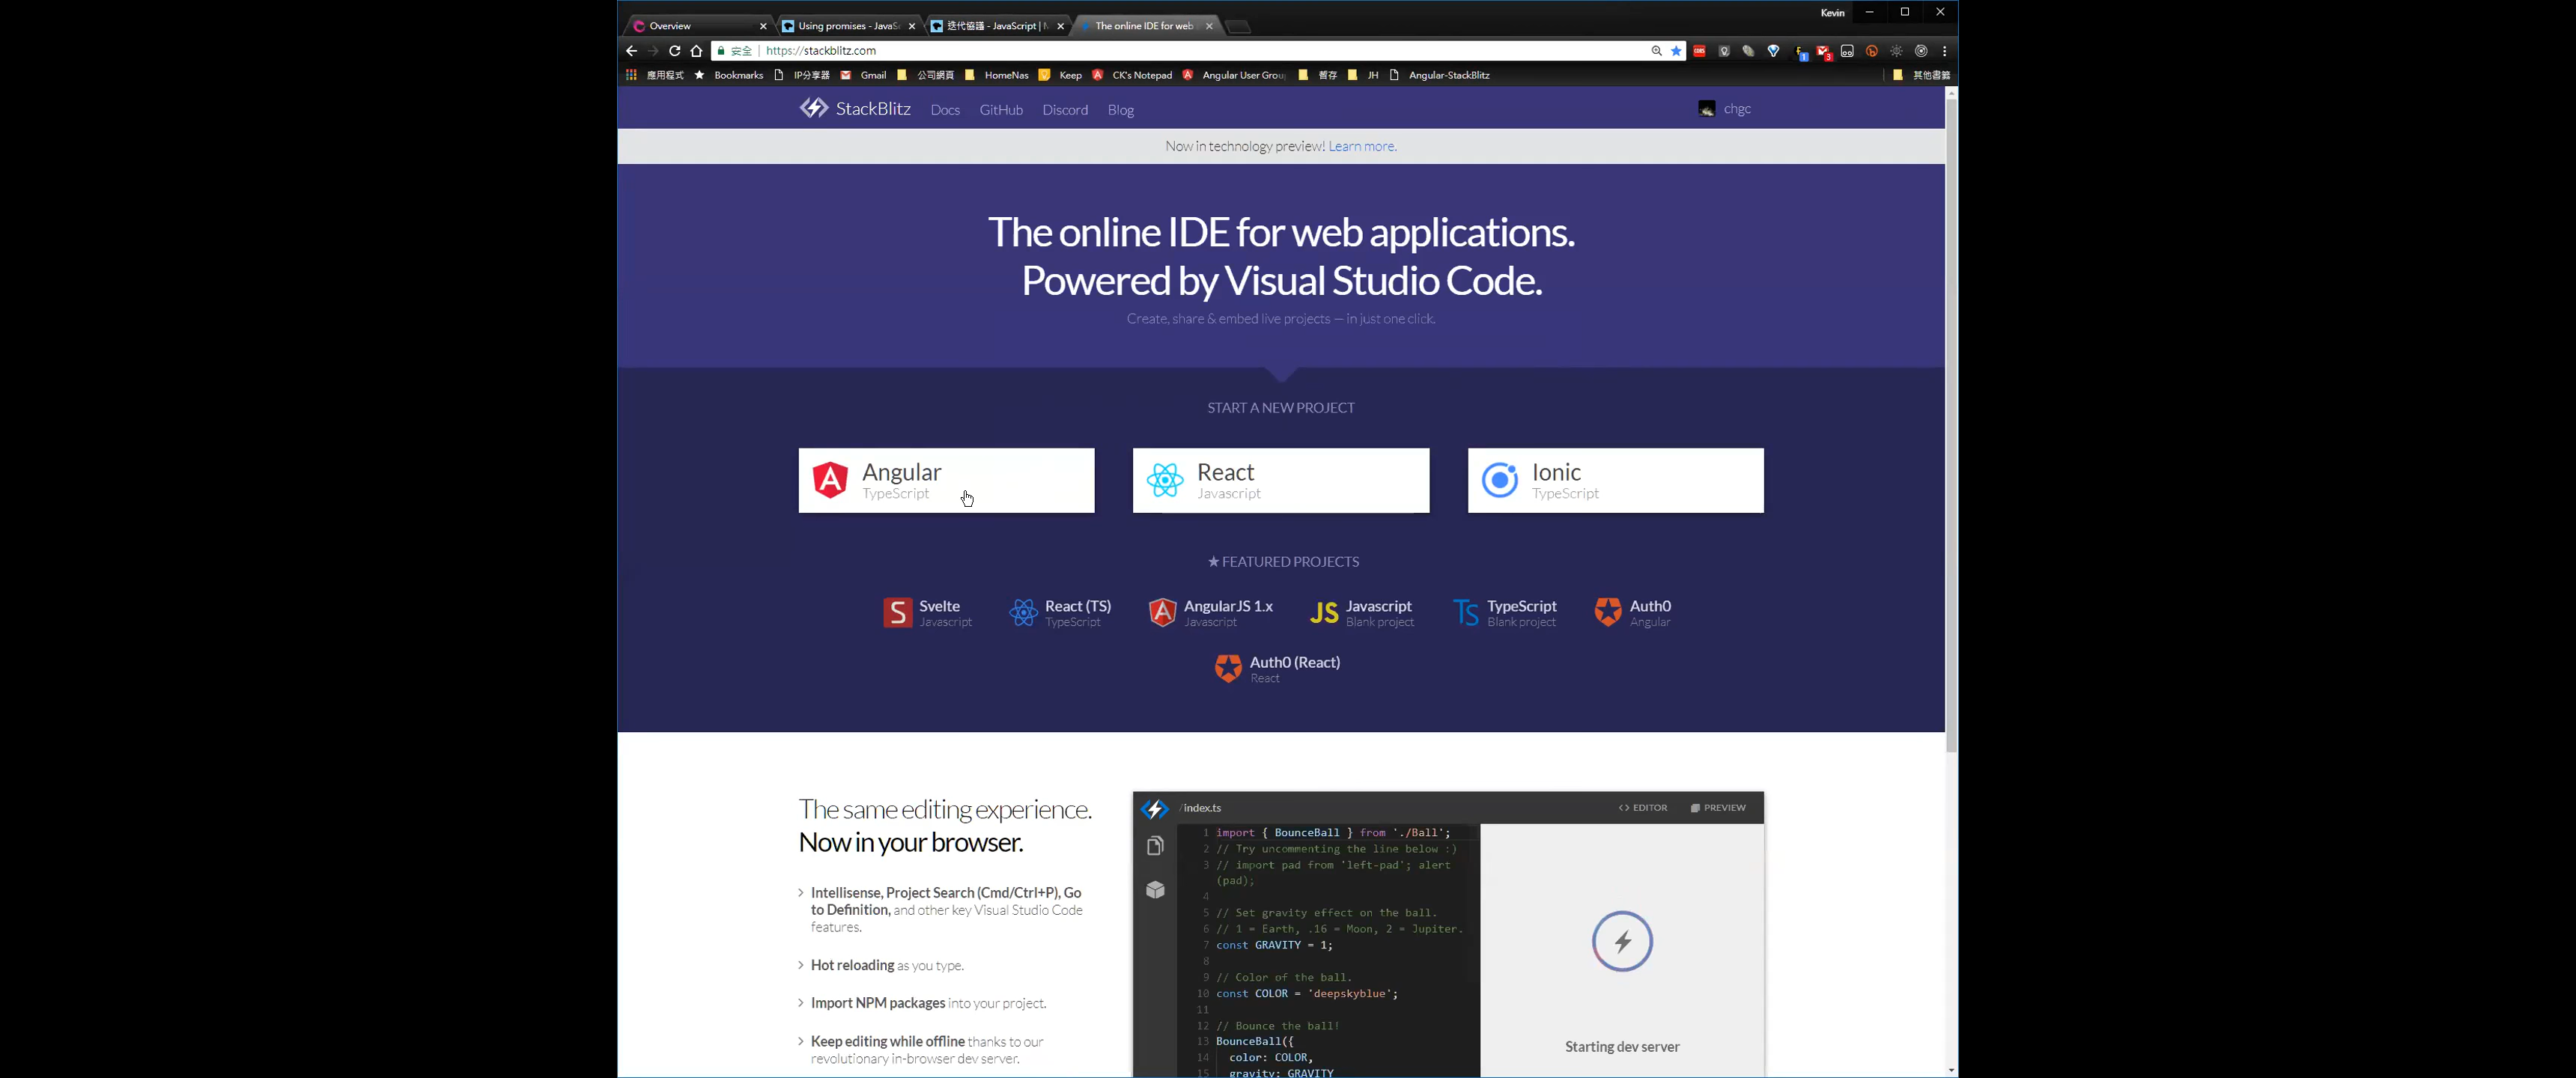 Kevin
Overview
Using promises - JavaSc
迭代協議 - JavaScript | M
The online IDE for web
安全 | https://stackblitz.com
應用程式 Bookmarks IP分享器 Gmail 公司網頁 HomeNas Keep CK's Notepad Angular User Grou 暫存 JH Angular-StackBlitz 其他書籤
StackBlitz Docs GitHub Discord Blog chgc
Now in technology preview! Learn more.
The online IDE for web applications.
Powered by Visual Studio Code.
Create, share & embed live projects — in just one click.
START A NEW PROJECT
Angular
TypeScript
React
Javascript
Ionic
TypeScript
★ FEATURED PROJECTS
Svelte
Javascript
React (TS)
TypeScript
AngularJS 1.x
Javascript
JS
Javascript
Blank project
TS
TypeScript
Blank project
Auth0
Angular
Auth0 (React)
React
The same editing experience.
Now in your browser.
Intellisense, Project Search (Cmd/Ctrl+P), Go
to Definition, and other key Visual Studio Code
features.
Hot reloading as you type.
Import NPM packages into your project.
Keep editing while offline thanks to our
revolutionary in-browser dev server.
/index.ts
EDITOR
PREVIEW
1 import { BounceBall } from './Ball';
2 // Try uncommenting the line below :)
3 // import pad from 'left-pad'; alert
(pad);
4
5 // Set gravity effect on the ball.
6 // 1 = Earth, .16 = Moon, 2 = Jupiter.
7 const GRAVITY = 1;
8
9 // Color of the ball.
10 const COLOR = 'deepskyblue';
11
12 // Bounce the ball!
13 BounceBall({
14 color: COLOR,
15 gravity: GRAVITY
Starting dev server